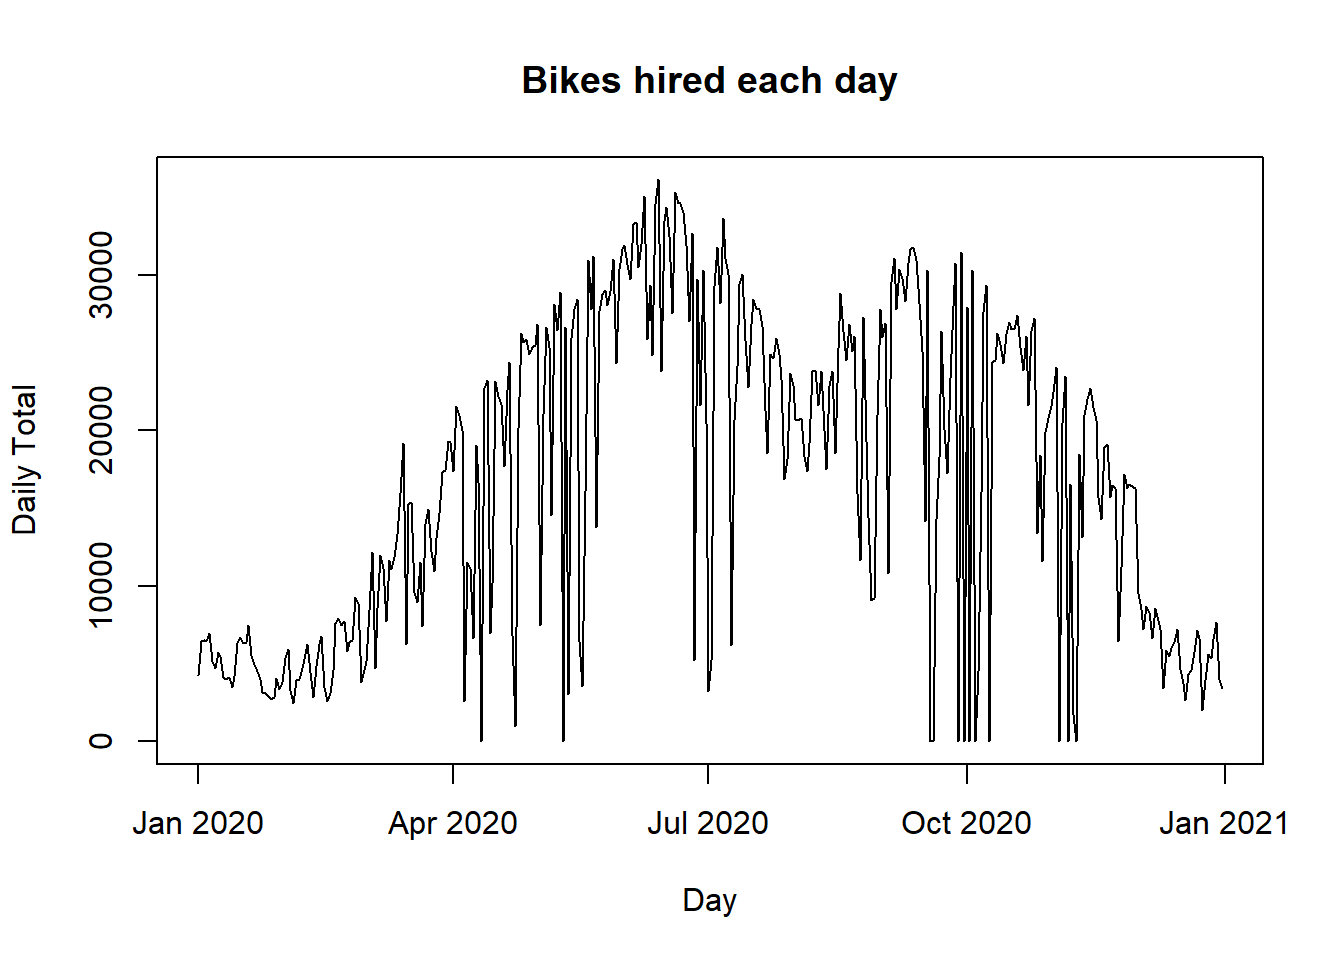 Bikes hired each day
Daily Total
30000
20000
10000
0
Jan 2020 Apr 2020 Jul 2020 Oct 2020 Jan 2021
Day